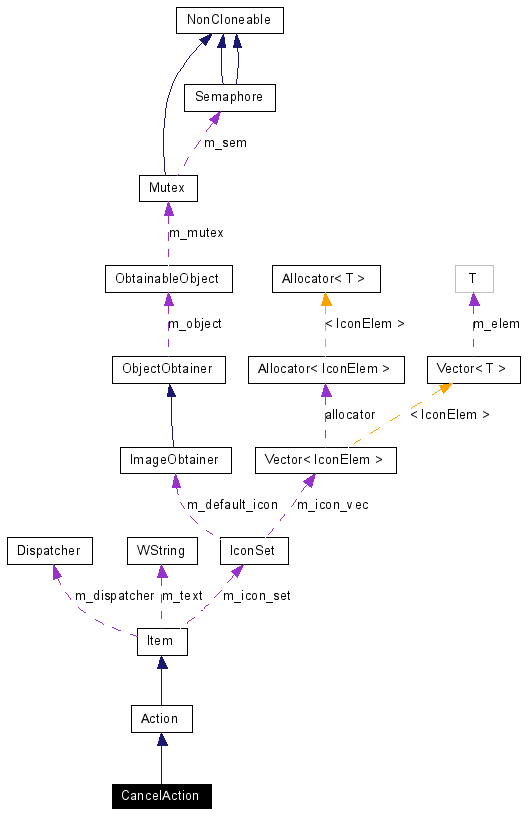 NonCloneable
Semaphore
m_sem
Mutex
m_mutex
ObtainableObject
Allocator< T >
T
m_object
< IconElem >
m_elem
ObjectObtainer
Allocator< IconElem >
Vector< T >
allocator
< IconElem >
ImageObtainer
Vector< IconElem >
m_default_icon
m_icon_vec
Dispatcher
WString
IconSet
m_dispatcher
m_text
m_icon_set
Item
Action
CancelAction